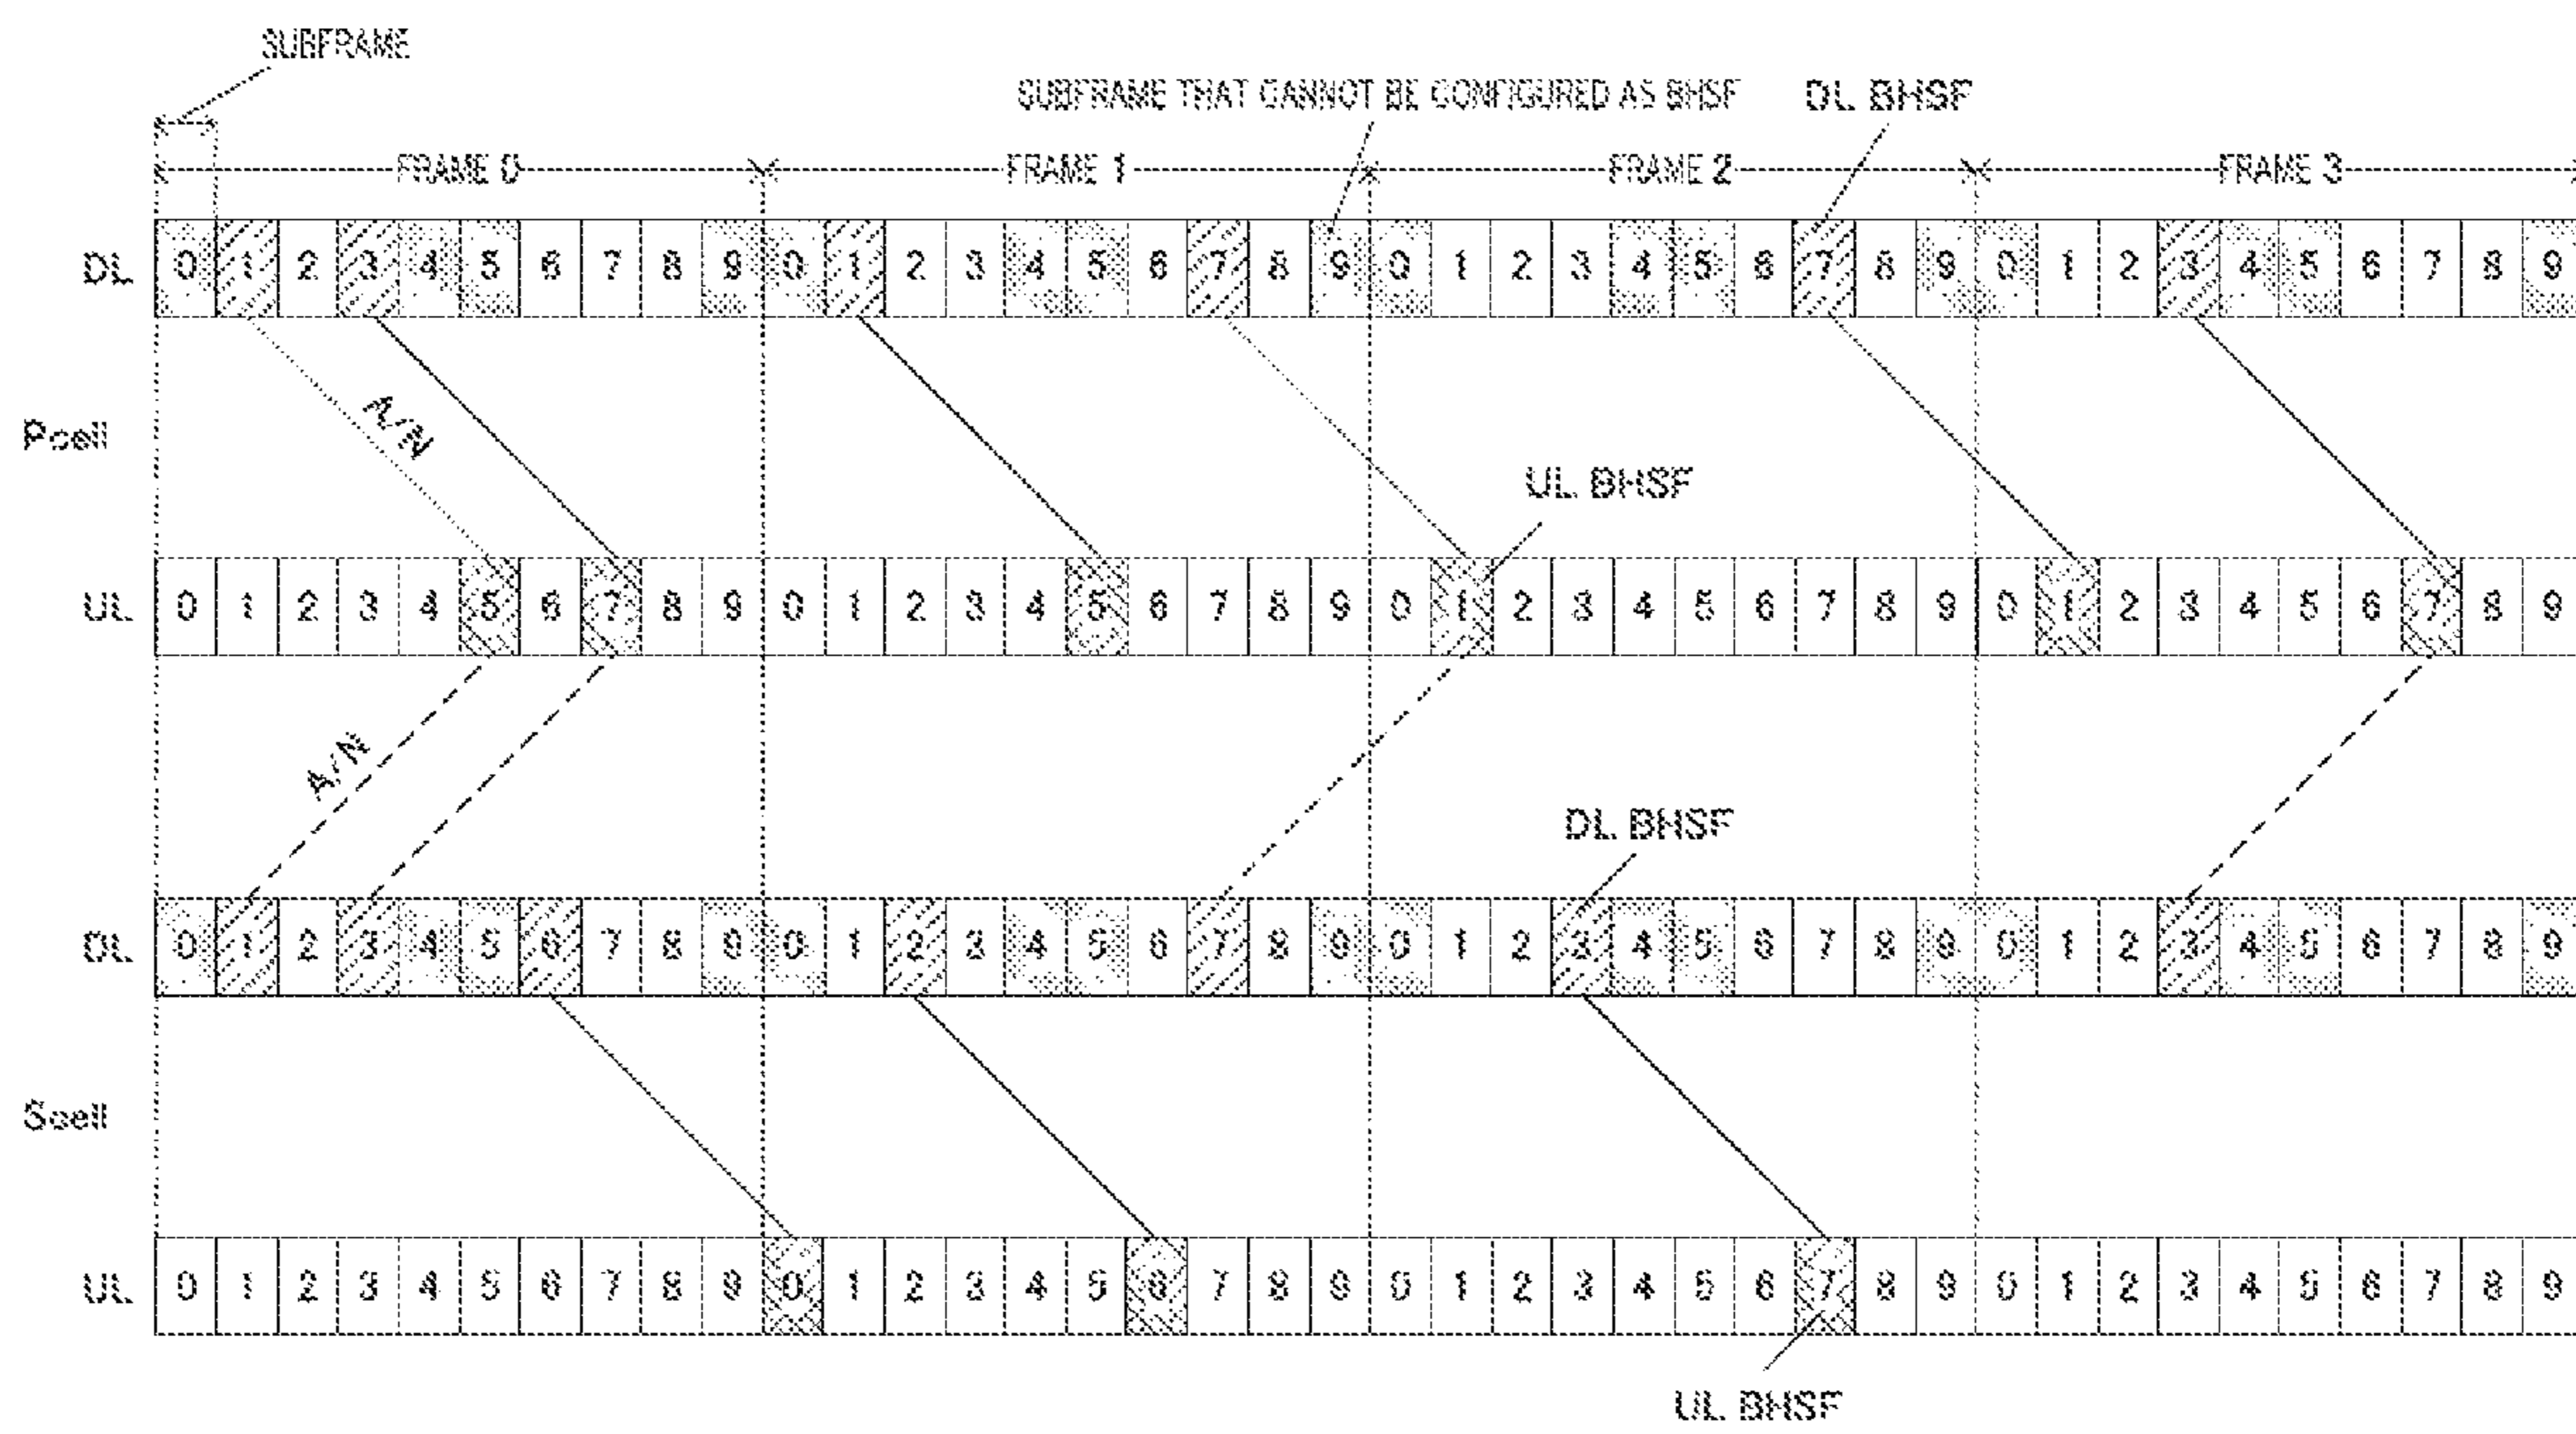 SUBFRAME
SUBFRAME THAT CANNOT BE CONFIGURED AS BHSF
DL BHSF
FRAME 0
FRAME 1
FRAME 2
FRAME 3
DL
0 1 2 3 4 5 6 7 8 9 0 1 2 3 4 5 6 7 8 9 0 1 2 3 4 5 6 7 8 9 0 1 2 3 4 5 6 7 8 9
A/N
Pcell
UL BHSF
UL
0 1 2 3 4 5 6 7 8 9 0 1 2 3 4 5 6 7 8 9 0 1 2 3 4 5 6 7 8 9 0 1 2 3 4 5 6 7 8 9
A/N
DL BHSF
DL
0 1 2 3 4 5 6 7 8 9 0 1 2 3 4 5 6 7 8 9 0 1 2 3 4 5 6 7 8 9 0 1 2 3 4 5 6 7 8 9
Scell
UL
0 1 2 3 4 5 6 7 8 9 0 1 2 3 4 5 6 7 8 9 0 1 2 3 4 5 6 7 8 9 0 1 2 3 4 5 6 7 8 9
UL BHSF